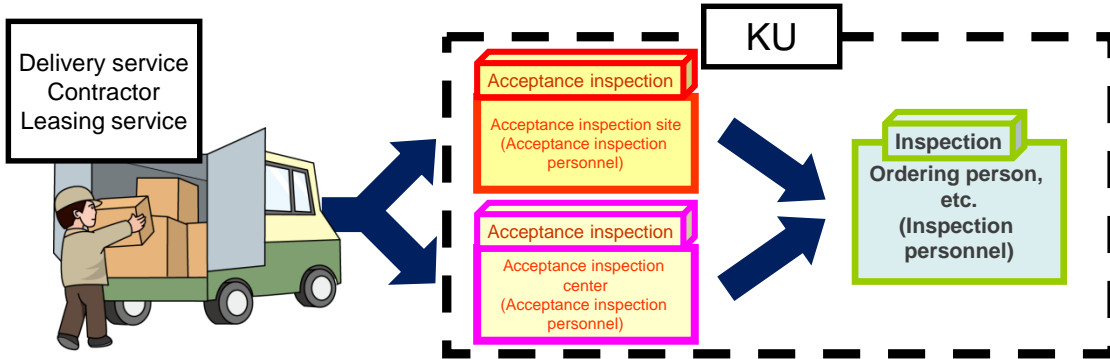 Delivery service
Contractor
Leasing service
KU
Acceptance inspection
Acceptance inspection site
(Acceptance inspection
personnel)
Acceptance inspection
Acceptance inspection
center
(Acceptance inspection
personnel)
Inspection
Ordering person,
etc.
(Inspection
personnel)